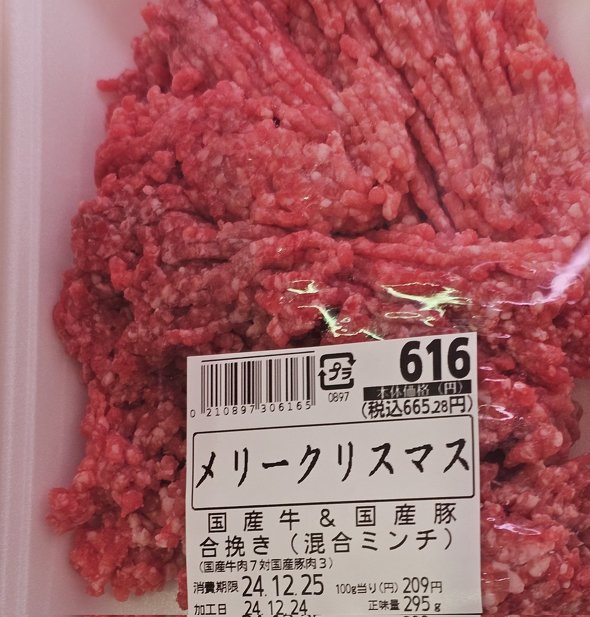 616
プラ
0897
本体価格(円)
(税込665.28円)
0 210897 306165
メリークリスマス
国産牛&国産豚
合挽き(混合ミンチ)
(国産牛肉7対国産豚肉3)
消費期限 24.12.25 100g当り(円) 209円
加工日 24.12.24 正味量 295g